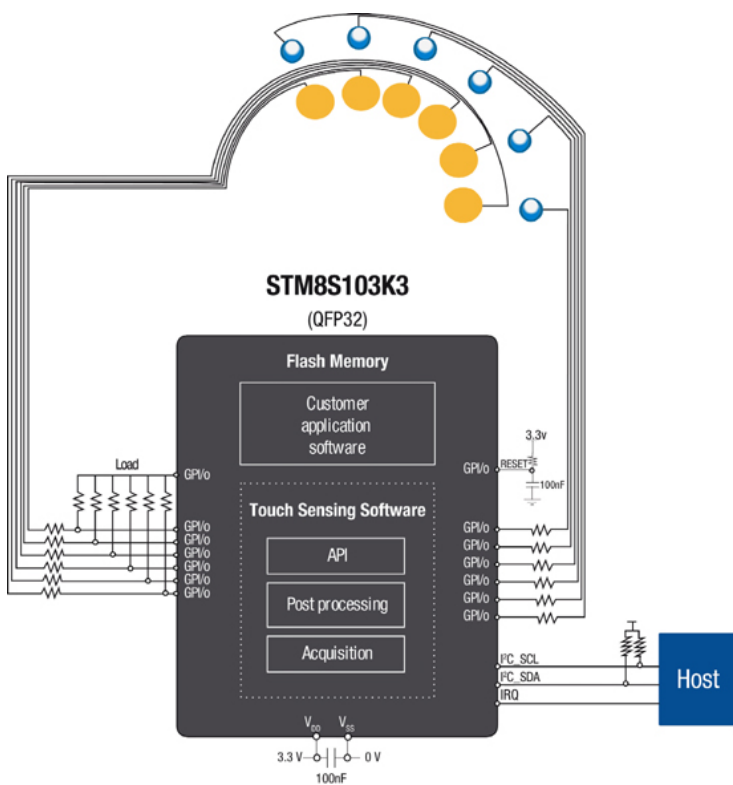 STM8S103K3
(QFP32)
Flash Memory
Customer
application
software
Load
GPI/o
GPI/o
RESET
3.3v
100nF
Touch Sensing Software
API
Post processing
Acquisition
GPI/o
GPI/o
GPI/o
GPI/o
GPI/o
GPI/o
GPI/o
GPI/o
GPI/o
GPI/o
GPI/o
GPI/o
I²C_SCL
I²C_SDA
IRQ
Host
VDD
VSS
3.3 V
0 V
100nF